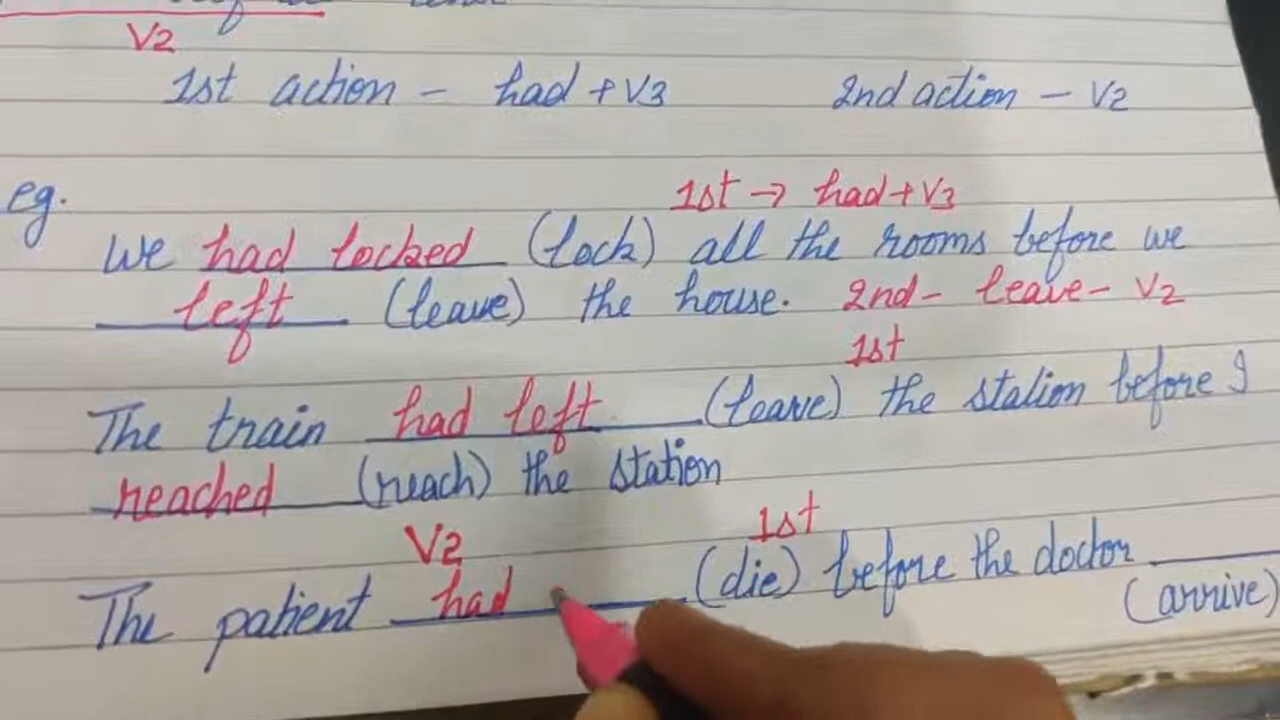 V2
1st action - had + V3 2nd action - V2
1st → had + V3
eg. We had locked (lock) all the rooms before we
left (leave) the house. 2nd - leave - V2
1st
The train had left (leave) the station before I
reached (reach) the station
V2 1st
The patient had (die) before the doctor
(arrive)